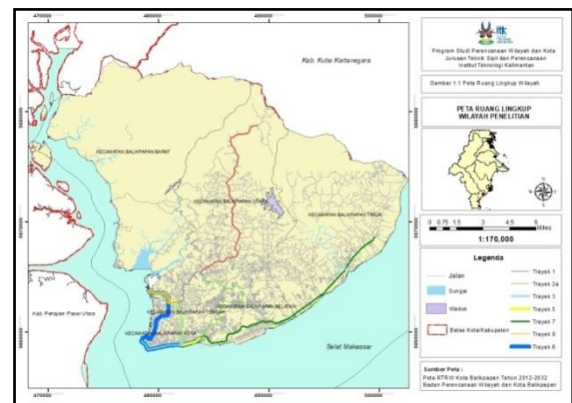 470000
480000
490000
500000
Kab. Kutai Kartanegara
KECAMATAN BALIKPAPAN BARAT
KECAMATAN BALIKPAPAN UTARA
KECAMATAN BALIKPAPAN TIMUR
KECAMATAN BALIKPAPAN TENGAH
KECAMATAN BALIKPAPAN SELATAN
KECAMATAN BALIKPAPAN KOTA
Kab. Penajam Paser Utara
Selat Makassar
470000
480000
490000
500000
itk
Program Studi Perencanaan Wilayah dan Kota
Jurusan Teknik Sipil dan Perencanaan
Institut Teknologi Kalimantan
Gambar 1.1 Peta Ruang Lingkup Wilayah
PETA RUANG LINGKUP
WILAYAH PENELITIAN
0 0.75 1.5 3 4.5 6
Miles
1:170,000
Legenda
Jalan
Sungai
Waduk
Batas Kota/Kabupaten
Trayek 1
Trayek 2a
Trayek 3
Trayek 5
Trayek 7
Trayek 8
Trayek 6
Sumber Peta :
Peta RTRW Kota Balikpapan Tahun 2012-2032
Badan Perencanaan Wilayah dan Kota Balikpapan